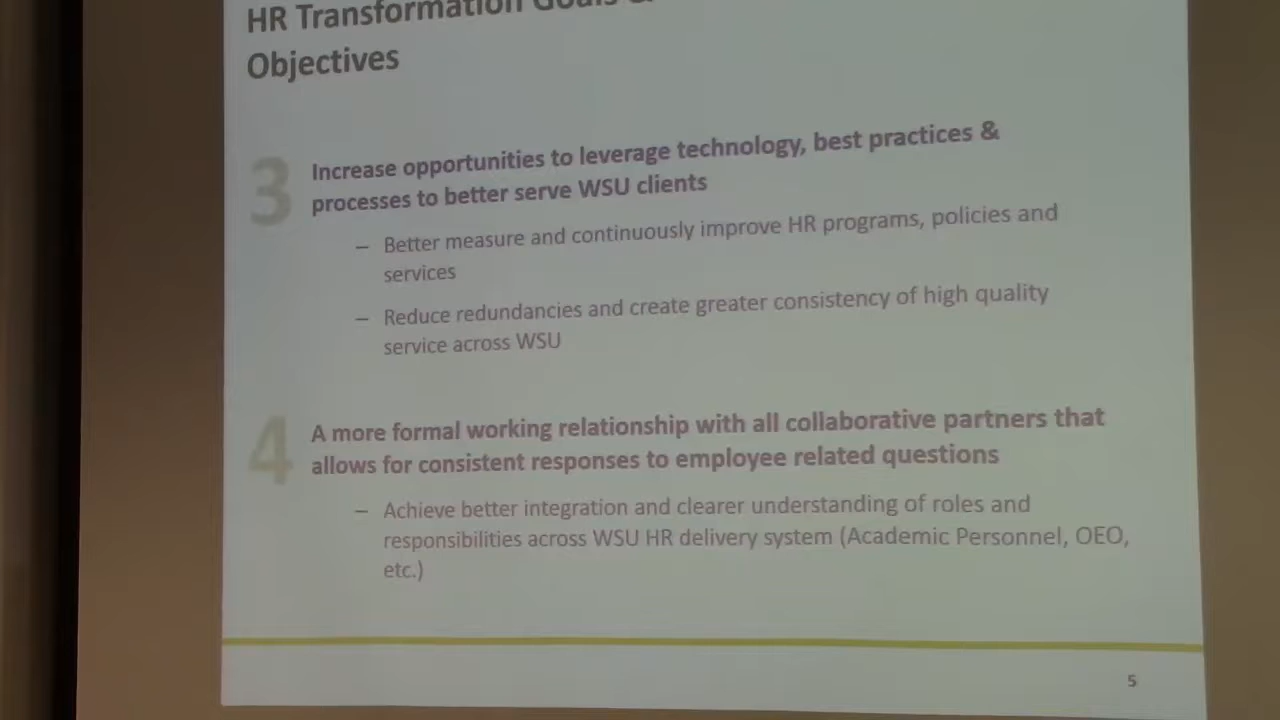 HR Transformation Goals &
Objectives
3
Increase opportunities to leverage technology, best practices &
processes to better serve WSU clients
– Better measure and continuously improve HR programs, policies and
services
– Reduce redundancies and create greater consistency of high quality
service across WSU
4
A more formal working relationship with all collaborative partners that
allows for consistent responses to employee related questions
– Achieve better integration and clearer understanding of roles and
responsibilities across WSU HR delivery system (Academic Personnel, OEO,
etc.)
5